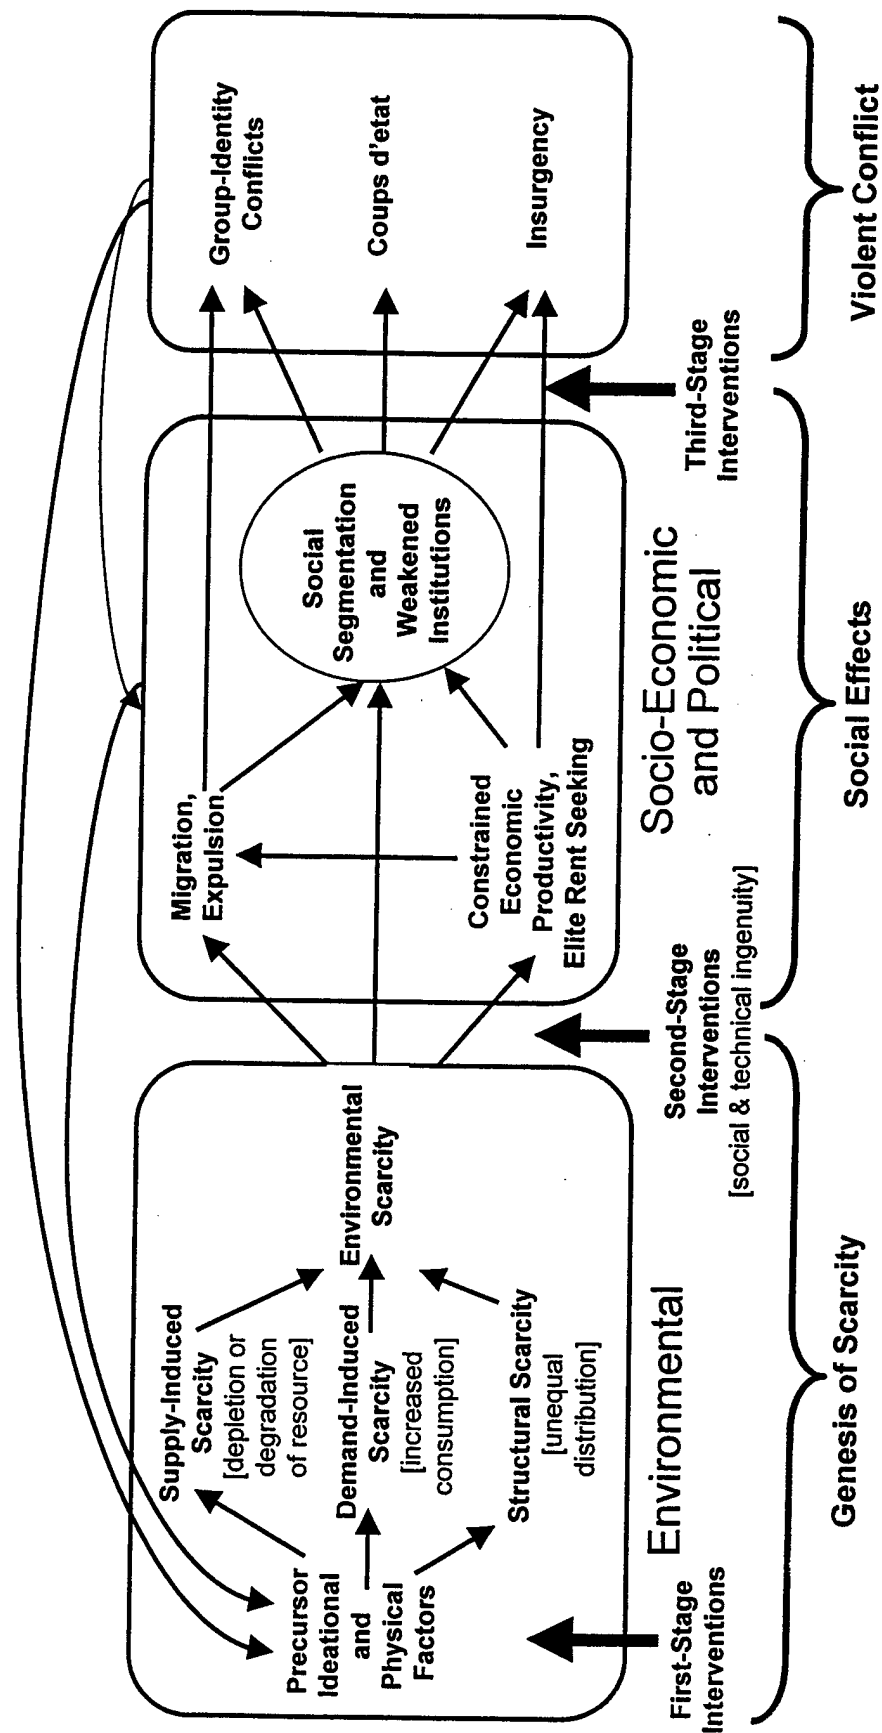 Precursor
Ideational
and
Physical
Factors
Supply-Induced
Scarcity
[depletion or
degradation
of resource]
Demand-Induced
Scarcity
[increased
consumption]
Structural Scarcity
[unequal
distribution]
Environmental
Scarcity
Migration,
Expulsion
Constrained
Economic
Productivity,
Elite Rent Seeking
Social
Segmentation
and
Weakened
Institutions
Group-Identity
Conflicts
Coups d'etat
Insurgency
First-Stage
Interventions
Environmental
Second-Stage
Interventions
[social & technical ingenuity]
Socio-Economic
and Political
Third-Stage
Interventions
Genesis of Scarcity
Social Effects
Violent Conflict